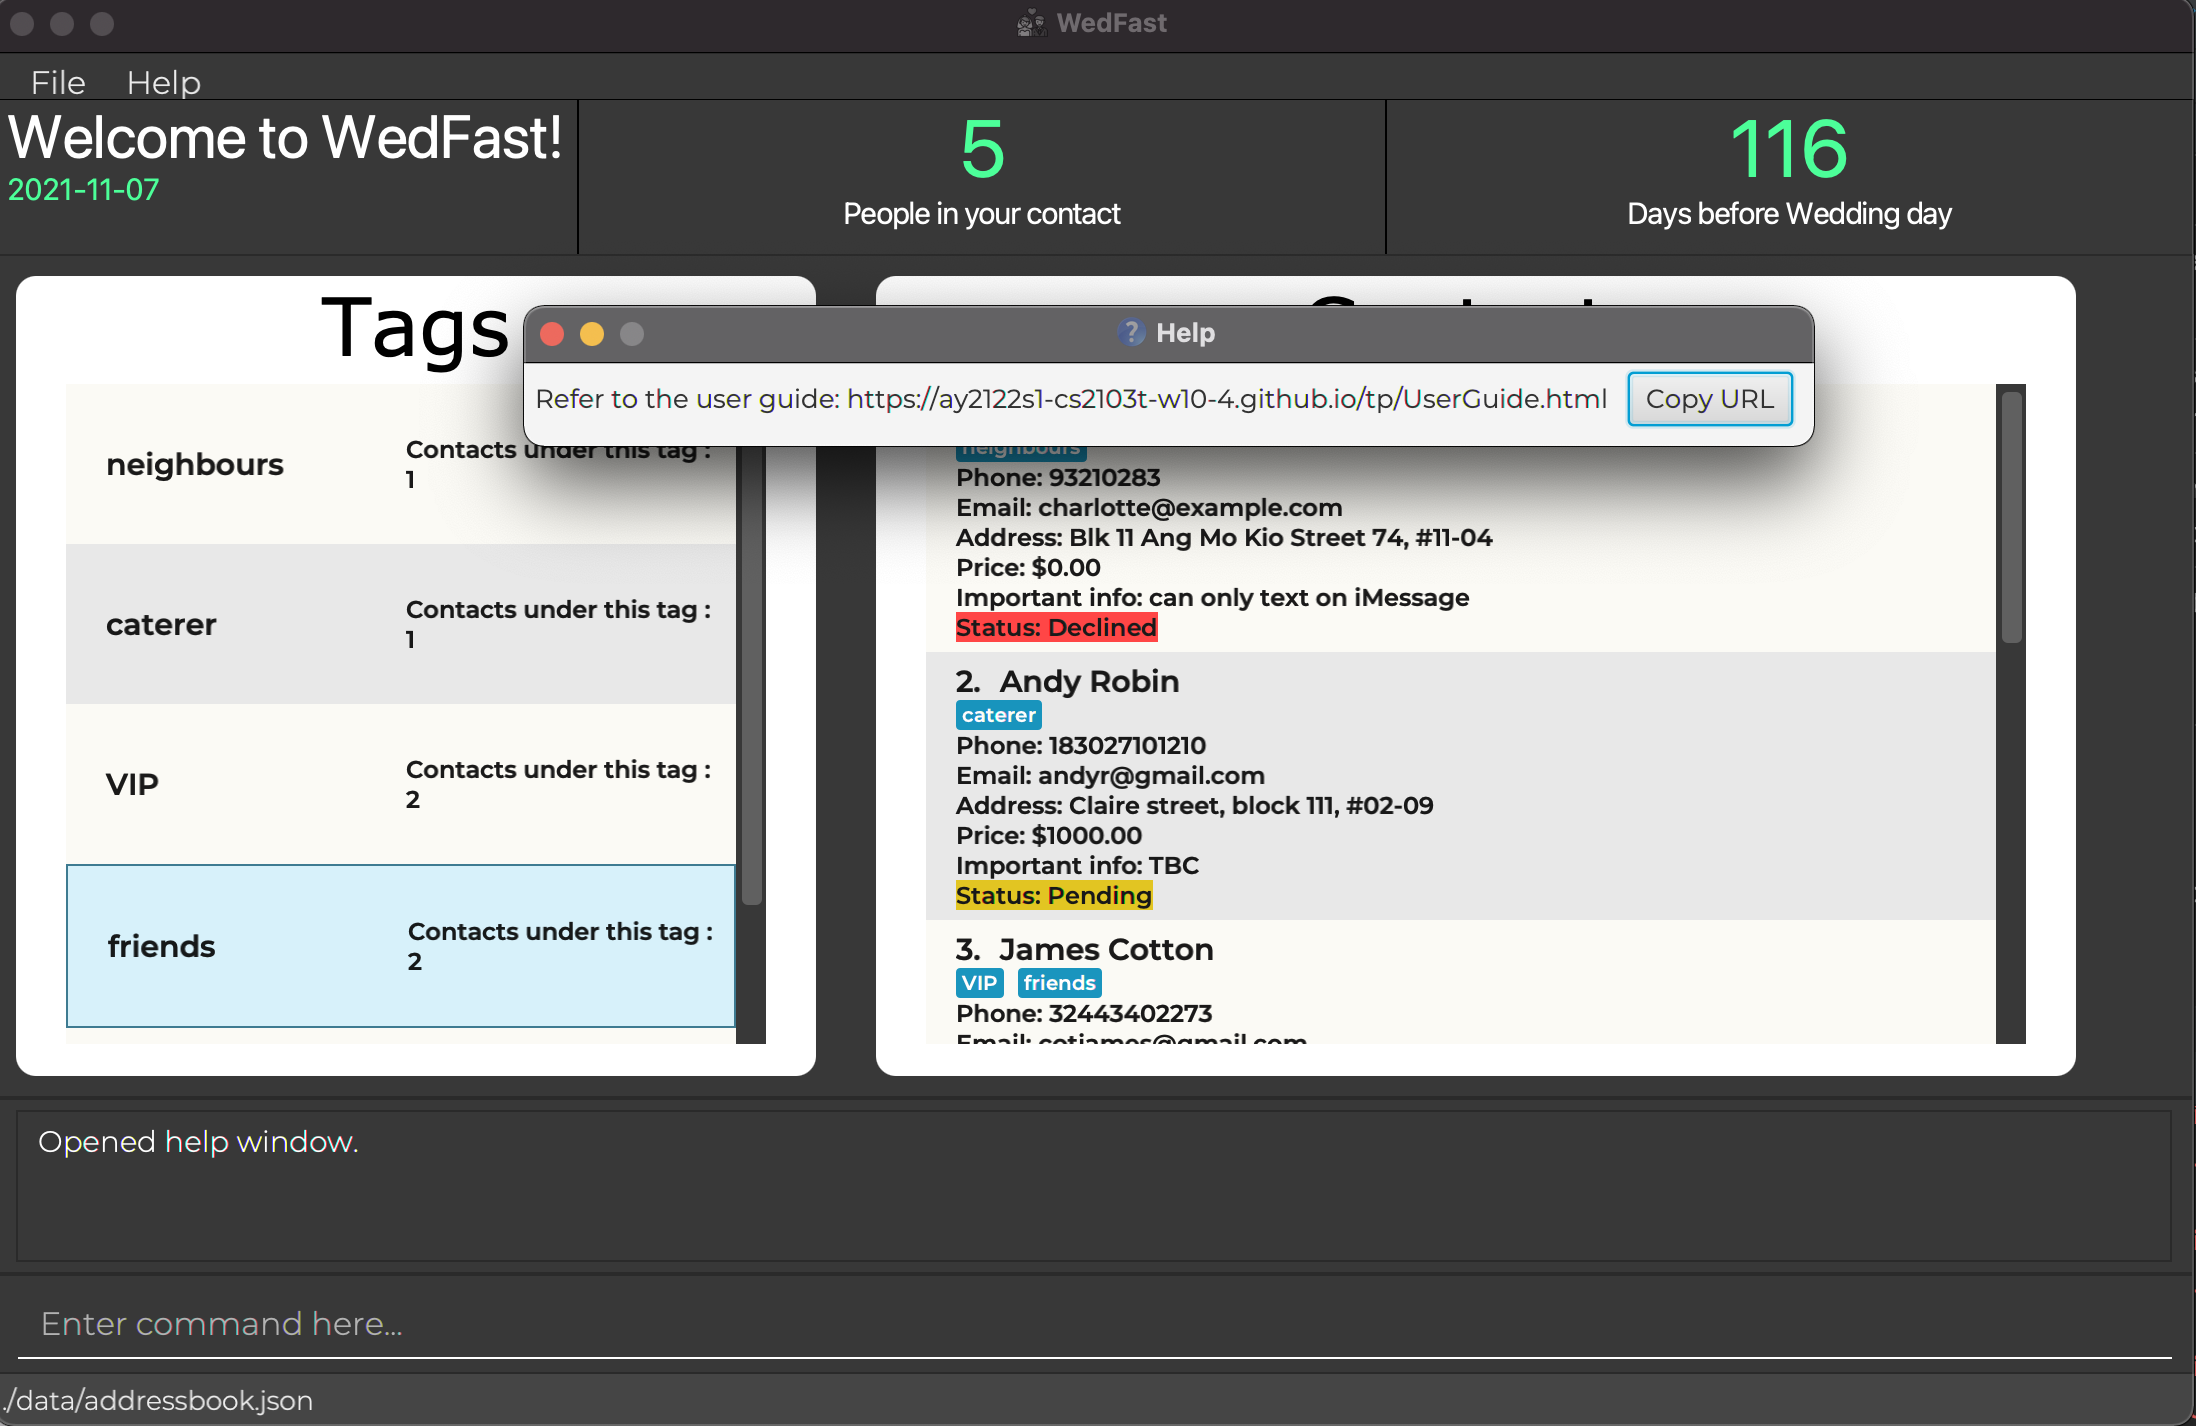 WedFast
File Help
Welcome to WedFast!
2021-11-07
5
People in your contact
116
Days before Wedding day
Tags
Help
Refer to the user guide: https://ay2122s1-cs2103t-w10-4.github.io/tp/UserGuide.html
Copy URL
neighbours
Contacts under this tag :
1
caterer
Contacts under this tag :
1
VIP
Contacts under this tag :
2
friends
Contacts under this tag :
2
neighbours
Phone: 93210283
Email: charlotte@example.com
Address: Blk 11 Ang Mo Kio Street 74, #11-04
Price: $0.00
Important info: can only text on iMessage
Status: Declined
2. Andy Robin
caterer
Phone: 183027101210
Email: andyr@gmail.com
Address: Claire street, block 111, #02-09
Price: $1000.00
Important info: TBC
Status: Pending
3. James Cotton
VIP friends
Phone: 32443402273
Email: cotjames@gmail.com
Opened help window.
Enter command here...
./data/addressbook.json